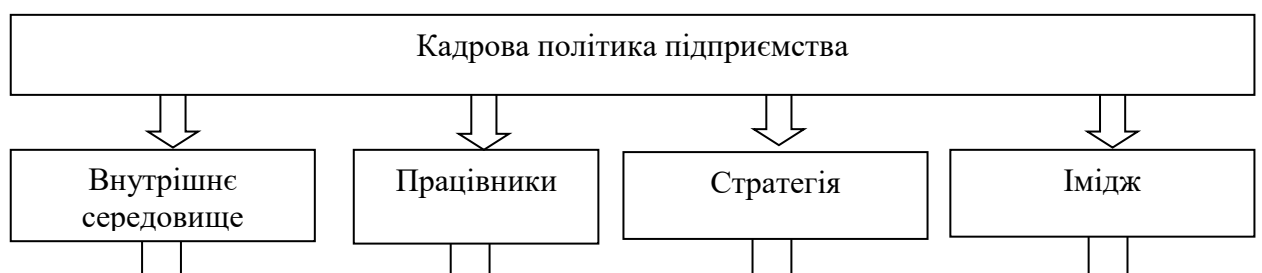 Кадрова політика підприємства
Внутрішнє
середовище
Працівники
Стратегія
Імідж